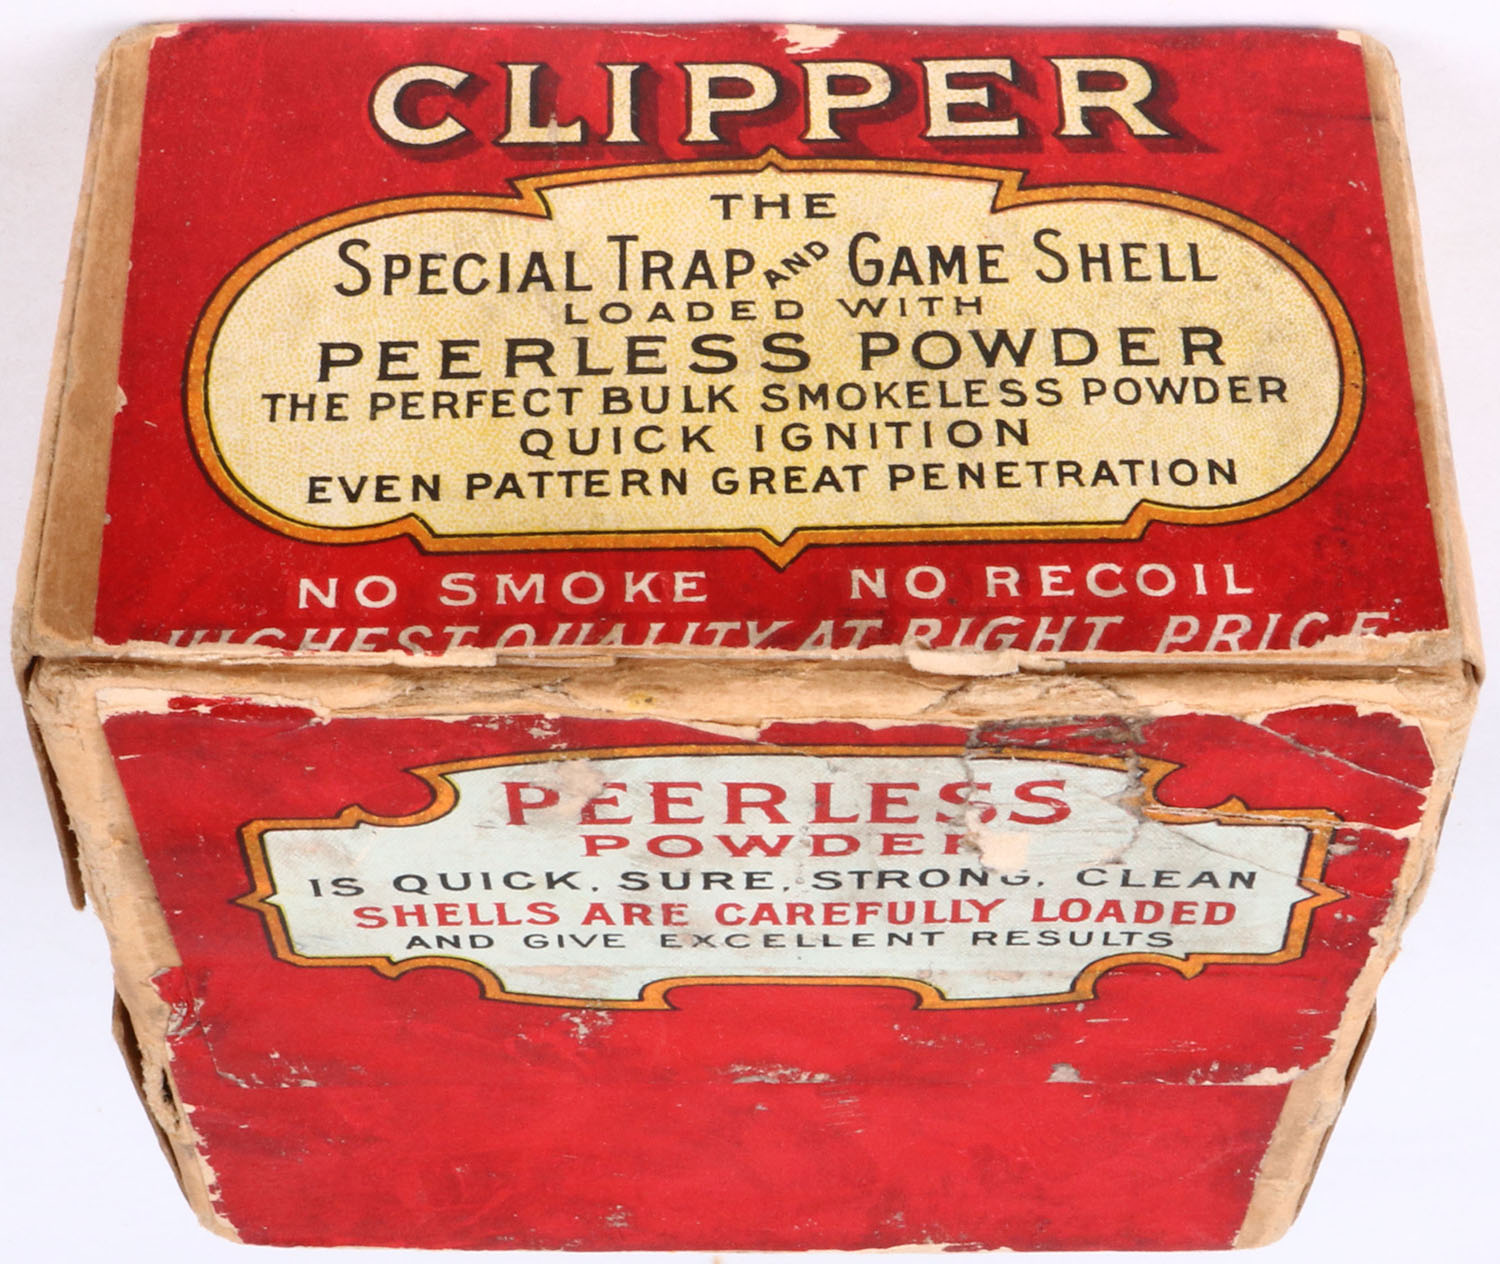 CLIPPER
THE
SPECIAL TRAP AND GAME SHELL
LOADED WITH
PEERLESS POWDER
THE PERFECT BULK SMOKELESS POWDER
QUICK IGNITION
EVEN PATTERN GREAT PENETRATION
NO SMOKE NO RECOIL
HIGHEST QUALITY AT RIGHT PRICE
PEERLESS
POWDER
IS QUICK, SURE, STRONG, CLEAN
SHELLS ARE CAREFULLY LOADED
AND GIVE EXCELLENT RESULTS